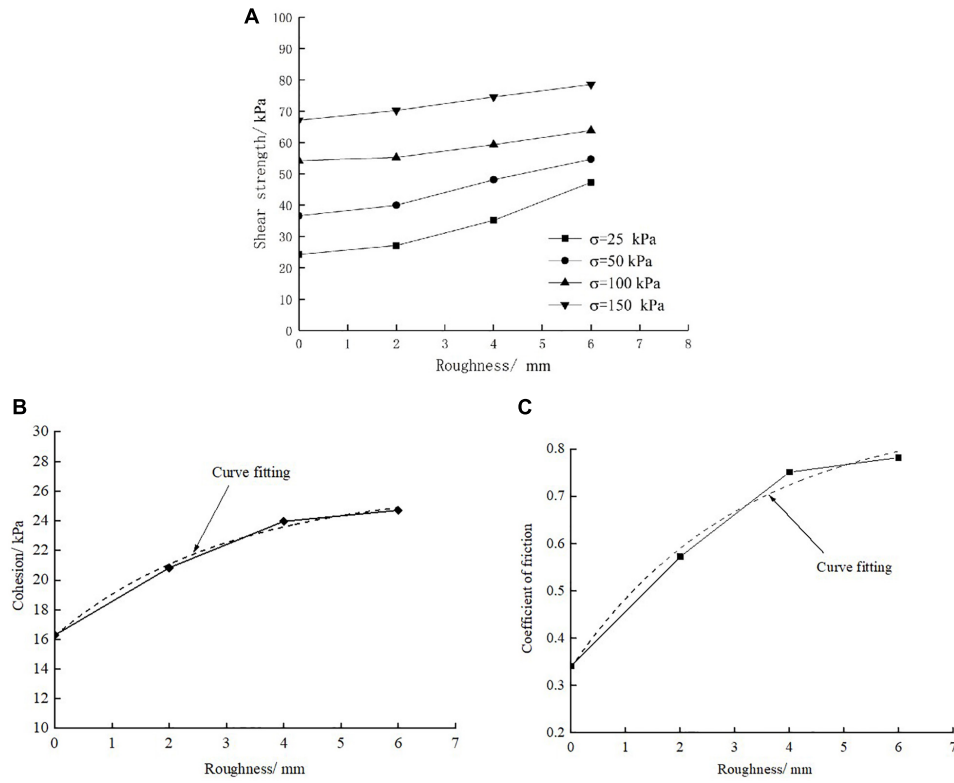 A
100
90
80
70
60
50
40
30
20
10
0
Shear strength/ kPa
σ=25 kPa
σ=50 kPa
σ=100 kPa
σ=150 kPa
0 1 2 3 4 5 6 7 8
Roughness/ mm
B
30
28
26
24
22
20
18
16
14
12
10
Cohesion/ kPa
Curve fitting
0 1 2 3 4 5 6 7
Roughness/ mm
C
0.8
0.7
0.6
0.5
0.4
0.3
0.2
Coefficient of friction
Curve fitting
0 1 2 3 4 5 6 7
Roughness/ mm